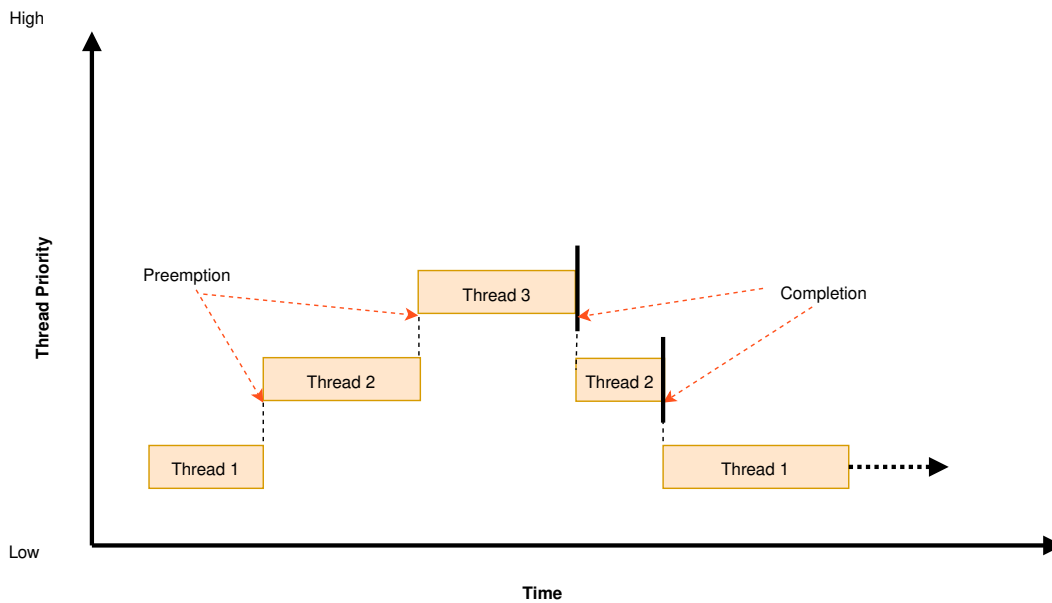 High
Thread Priority
Preemption
Thread 3
Completion
Thread 2
Thread 2
Thread 1
Thread 1
Low
Time